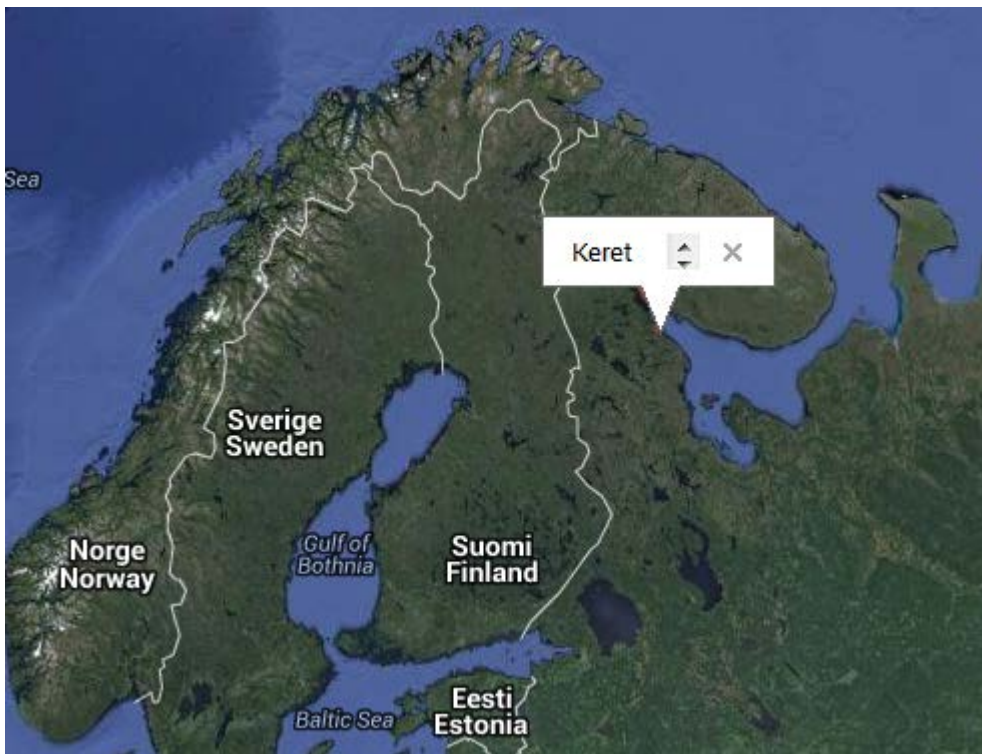 Sea
Keret
Sverige
Sweden
Norge
Norway
Gulf of
Bothnia
Suomi
Finland
Eesti
Estonia
Baltic Sea